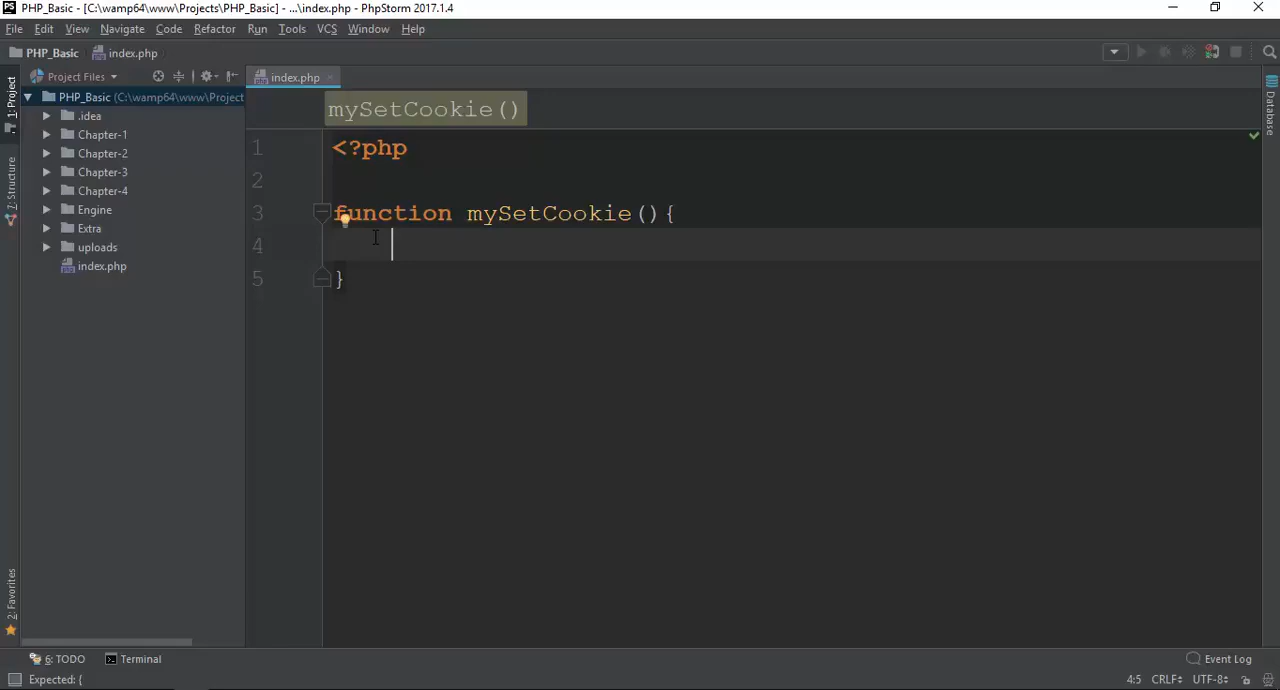 PS PHP_Basic - [C:\wamp64\www\Projects\PHP_Basic] - ...\index.php - PhpStorm 2017.1.4
File Edit View Navigate Code Refactor Run Tools Help VCS Window Help
PHP_Basic index.php
1: Project
Project Files
index.php
PHP_Basic (C:\wamp64\www\Project
.idea
Chapter-1
Chapter-2
Chapter-3
Chapter-4
Engine
Extra
uploads
index.php
7: Structure
2: Favorites
mySetCookie()
1 <?php
2
3 function mySetCookie(){
4
5 }
Database
6: TODO Terminal Event Log
Expected: ( 4:5 CRLF UTF-8